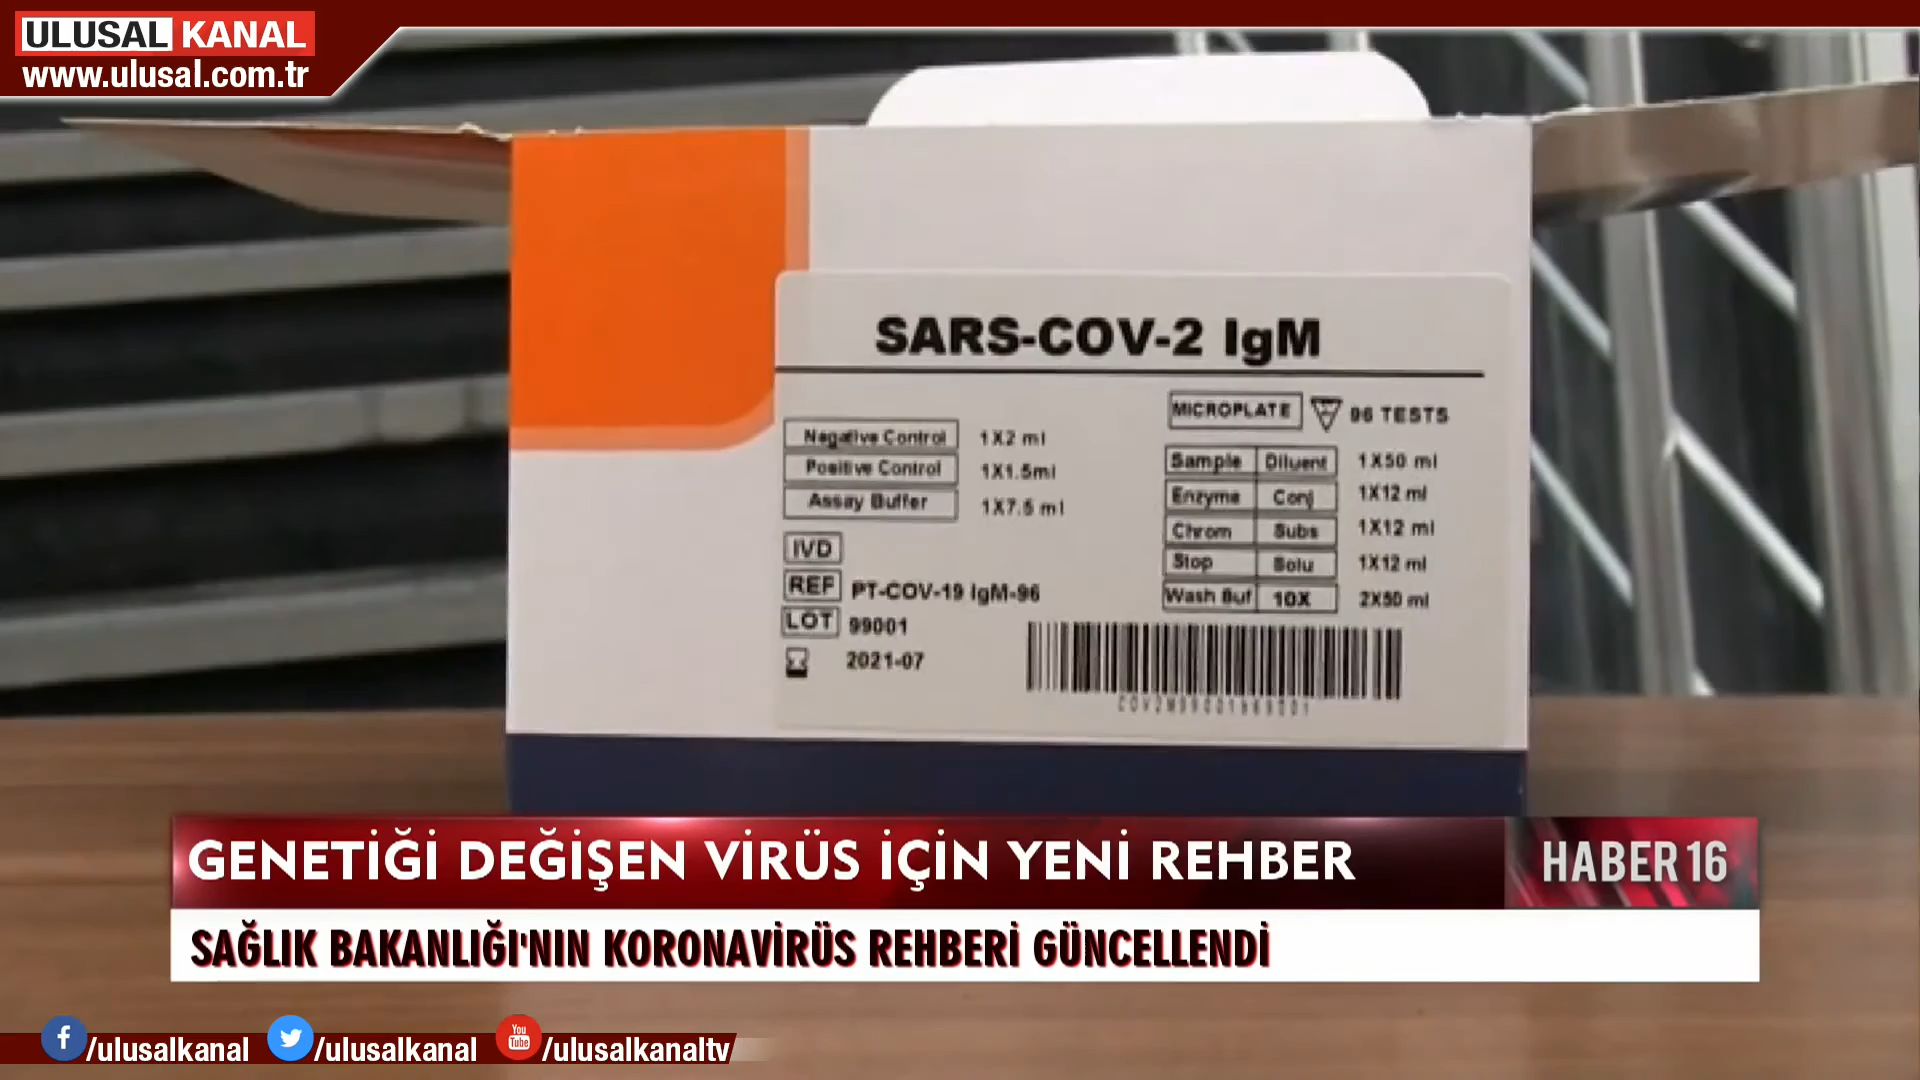 ULUSAL KANAL
www.ulusal.com.tr
SARS-COV-2 IgM
MICROPLATE 96 TESTS
Negative Control 1X2 ml
Positive Control 1X1.5ml
Assay Buffer 1X7.5 ml
Sample Diluent 1X50 ml
Enzyme Conj 1X12 ml
Chrom Subs 1X12 ml
Stop Solu 1X12 ml
Wash Buf 10X 2X50 ml
IVD
REF PT-COV-19 IgM-96
LOT 99001
2021-07
GENETİĞİ DEĞİŞEN VİRÜS İÇİN YENİ REHBER
HABER 16
SAĞLIK BAKANLIĞI'NIN KORONAVİRÜS REHBERİ GÜNCELLENDİ
/ulusalkanal /ulusalkanal You Tube /ulusalkanaltv